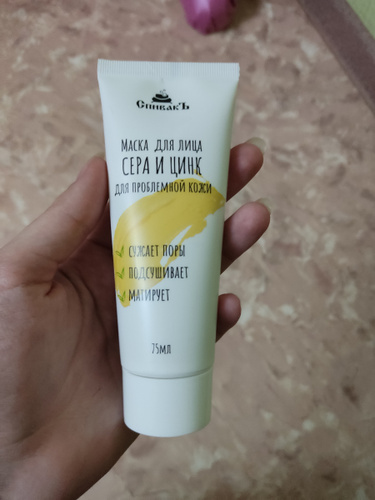 СпивакЪ
Маска для лица
Сера и цинк
для проблемной кожи
сужает поры
подсушивает
матирует
75мл